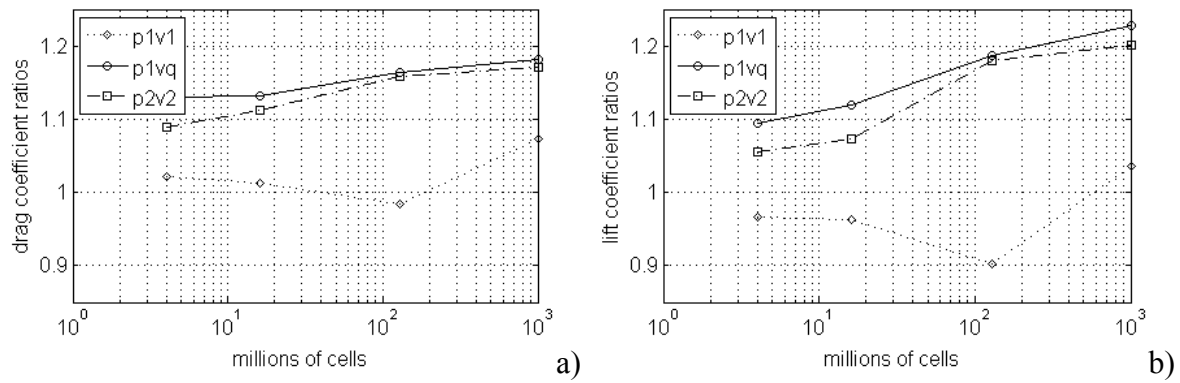 p1v1
p1vq
p2v2
1.2
1.1
1
0.9
drag coefficient ratios
10^0
10^1
10^2
10^3
millions of cells
a)
p1v1
p1vq
p2v2
1.2
1.1
1
0.9
lift coefficient ratios
10^0
10^1
10^2
10^3
millions of cells
b)